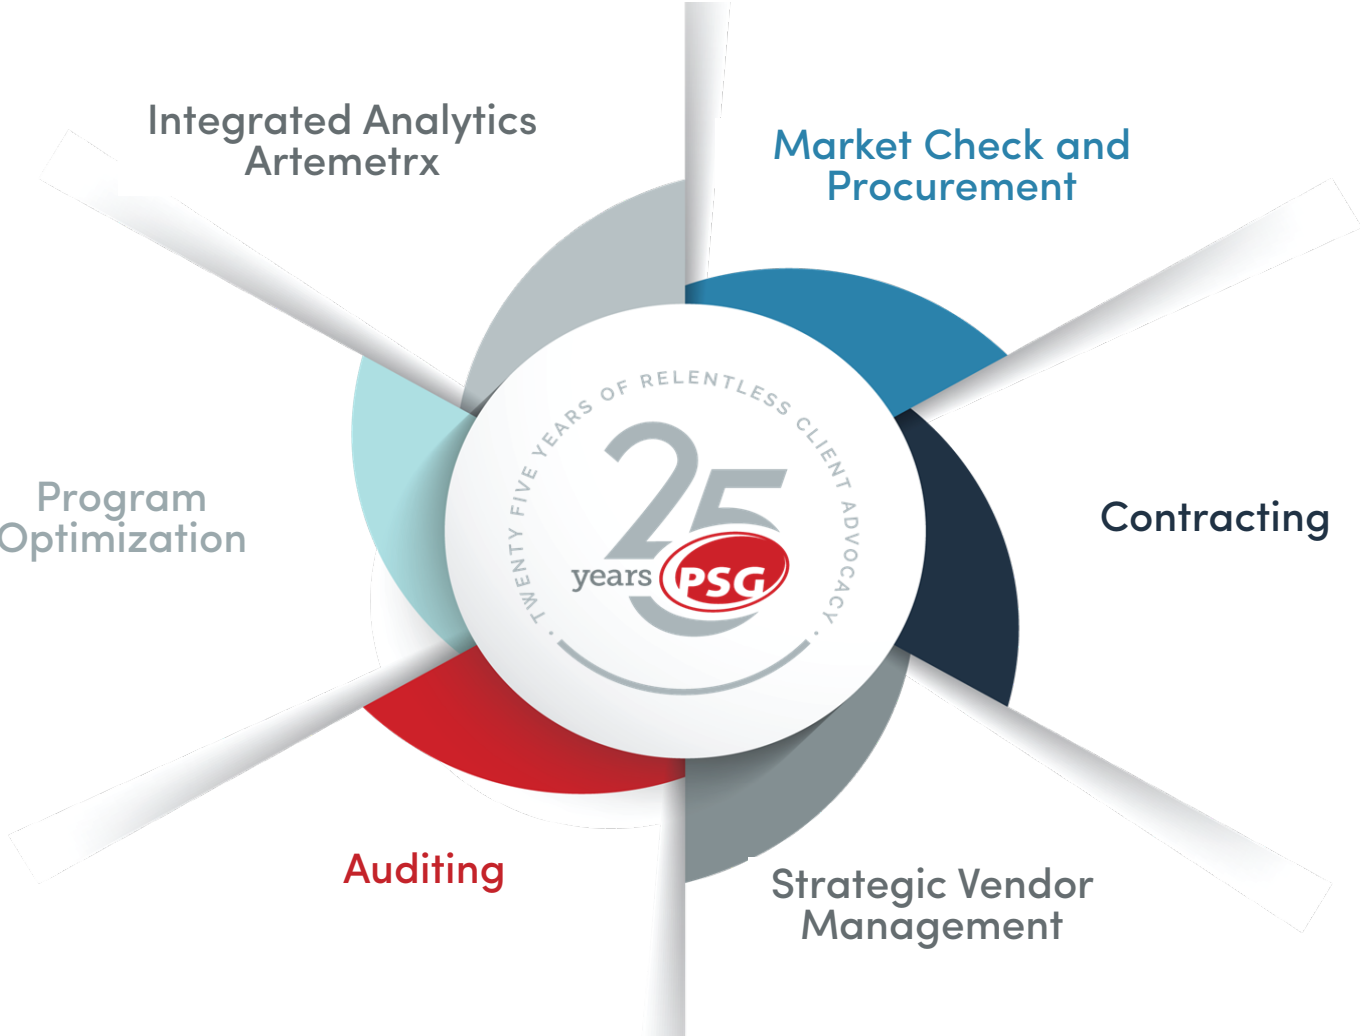 Integrated Analytics
Artemetrx
Market Check and
Procurement
Program
Optimization
Contracting
• TWENTY FIVE YEARS OF RELENTLESS CLIENT ADVOCACY •
25
years PSG
Auditing
Strategic Vendor
Management